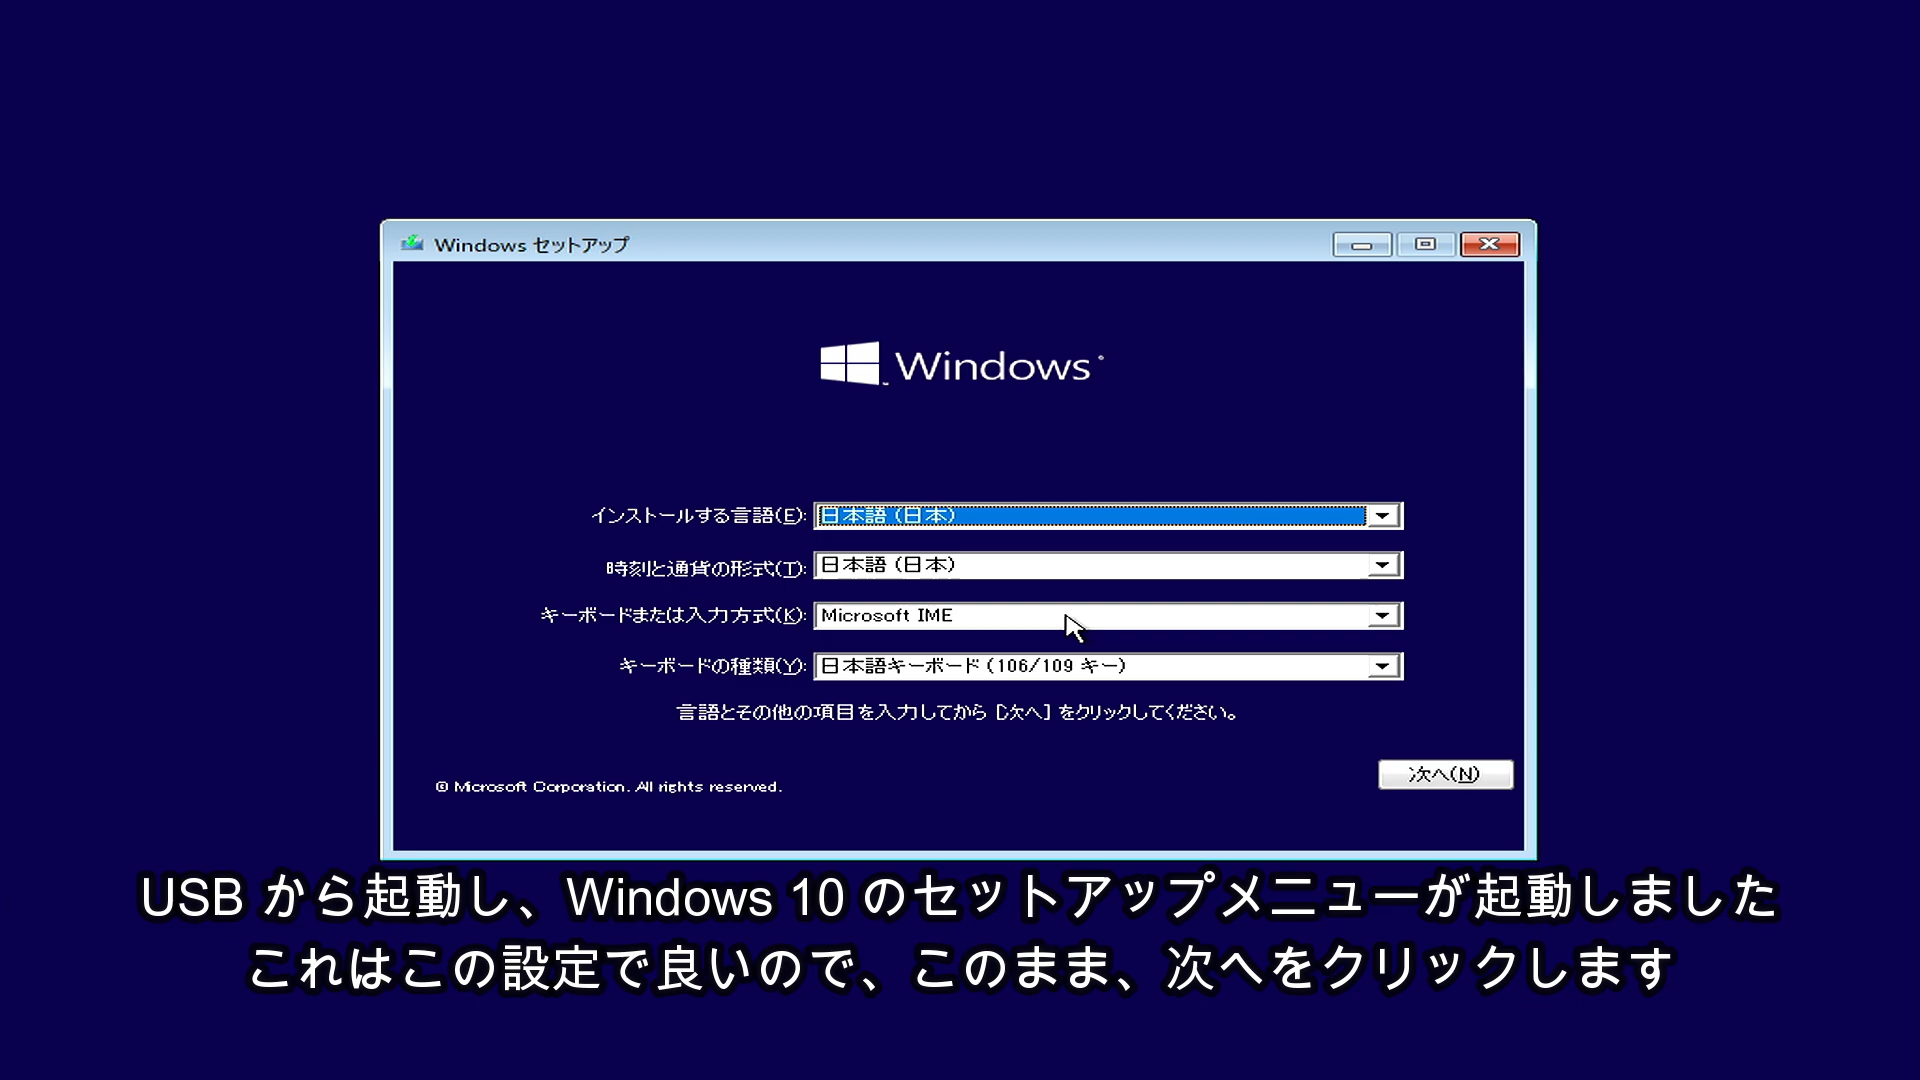 Windows セットアップ
Windows
インストールする言語(E): 日本語 (日本)
時刻と通貨の形式(T): 日本語 (日本)
キーボードまたは入力方式(K): Microsoft IME
キーボードの種類(Y): 日本語キーボード (106/109 キー)
言語とその他の項目を入力してから [次へ] をクリックしてください。
© Microsoft Corporation. All rights reserved.
次へ(N)
USB から起動し、Windows 10 のセットアップメニューが起動しました
これはこの設定で良いので、このまま、次へをクリックします